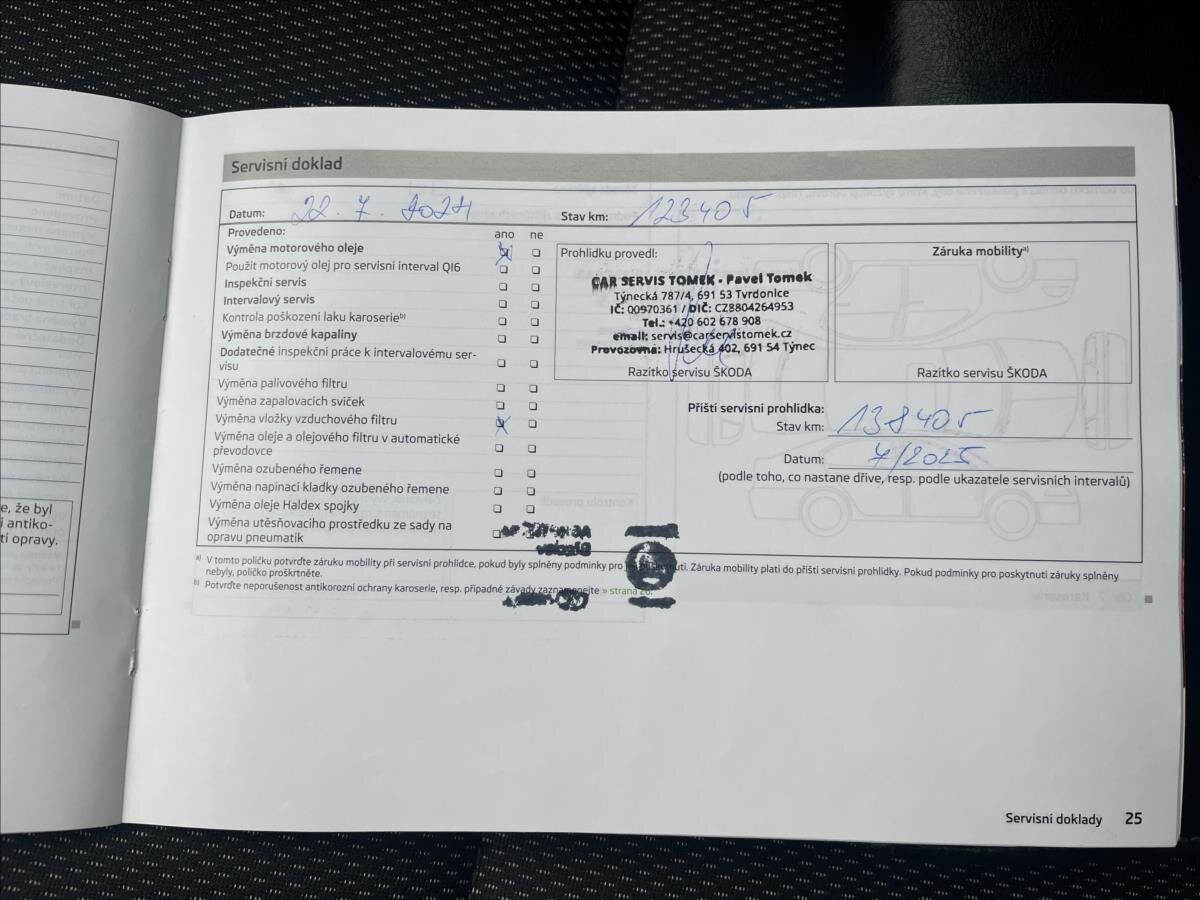 Servisní doklad
Datum: 22. 7. 2024 Stav km: 123405
Provedeno: ano ne
Výměna motorového oleje
Použit motorový olej pro servisní interval QI6
Inspekční servis
Intervalový servis
Kontrola poškození laku karoserie b)
Výměna brzdové kapaliny
Dodatečné inspekční práce k intervalovému ser-
visu
Výměna palivového filtru
Výměna zapalovacích svíček
Výměna vložky vzduchového filtru
Výměna oleje a olejového filtru v automatické
převodovce
Výměna ozubeného řemene
Výměna napínací kladky ozubeného řemene
Výměna oleje Haldex spojky
Výměna utěsňovacího prostředku ze sady na
opravu pneumatik
Prohlídku provedl:
CAR SERVIS TOMEK - Pavel Tomek
Týnecká 787/4, 691 53 Tvrdonice
IČ: 00970361 / DIČ: CZ8804264953
Tel.: +420 602 678 908
email: servis@carservistomek.cz
Provozovna: Hrušecká 402, 691 54 Týnec
Razítko servisu ŠKODA
Záruka mobility a)
Razítko servisu ŠKODA
Příští servisní prohlídka:
Stav km: 138405
Datum: 7/2025
(podle toho, co nastane dříve, resp. podle ukazatele servisních intervalů)
a) V tomto políčku potvrďte záruku mobility při servisní prohlídce, pokud byly splněny podmínky pro její poskytnutí. Záruka mobility platí do příští servisní prohlídky. Pokud podmínky pro poskytnutí záruky splněny
nebyly, políčko proškrtněte.
b) Potvrďte neporušenost antikorozní ochrany karoserie, resp. případné závady zaznamenejte » strana 26.
e, že byl
í antiko-
ti opravy.
Servisní doklady 25